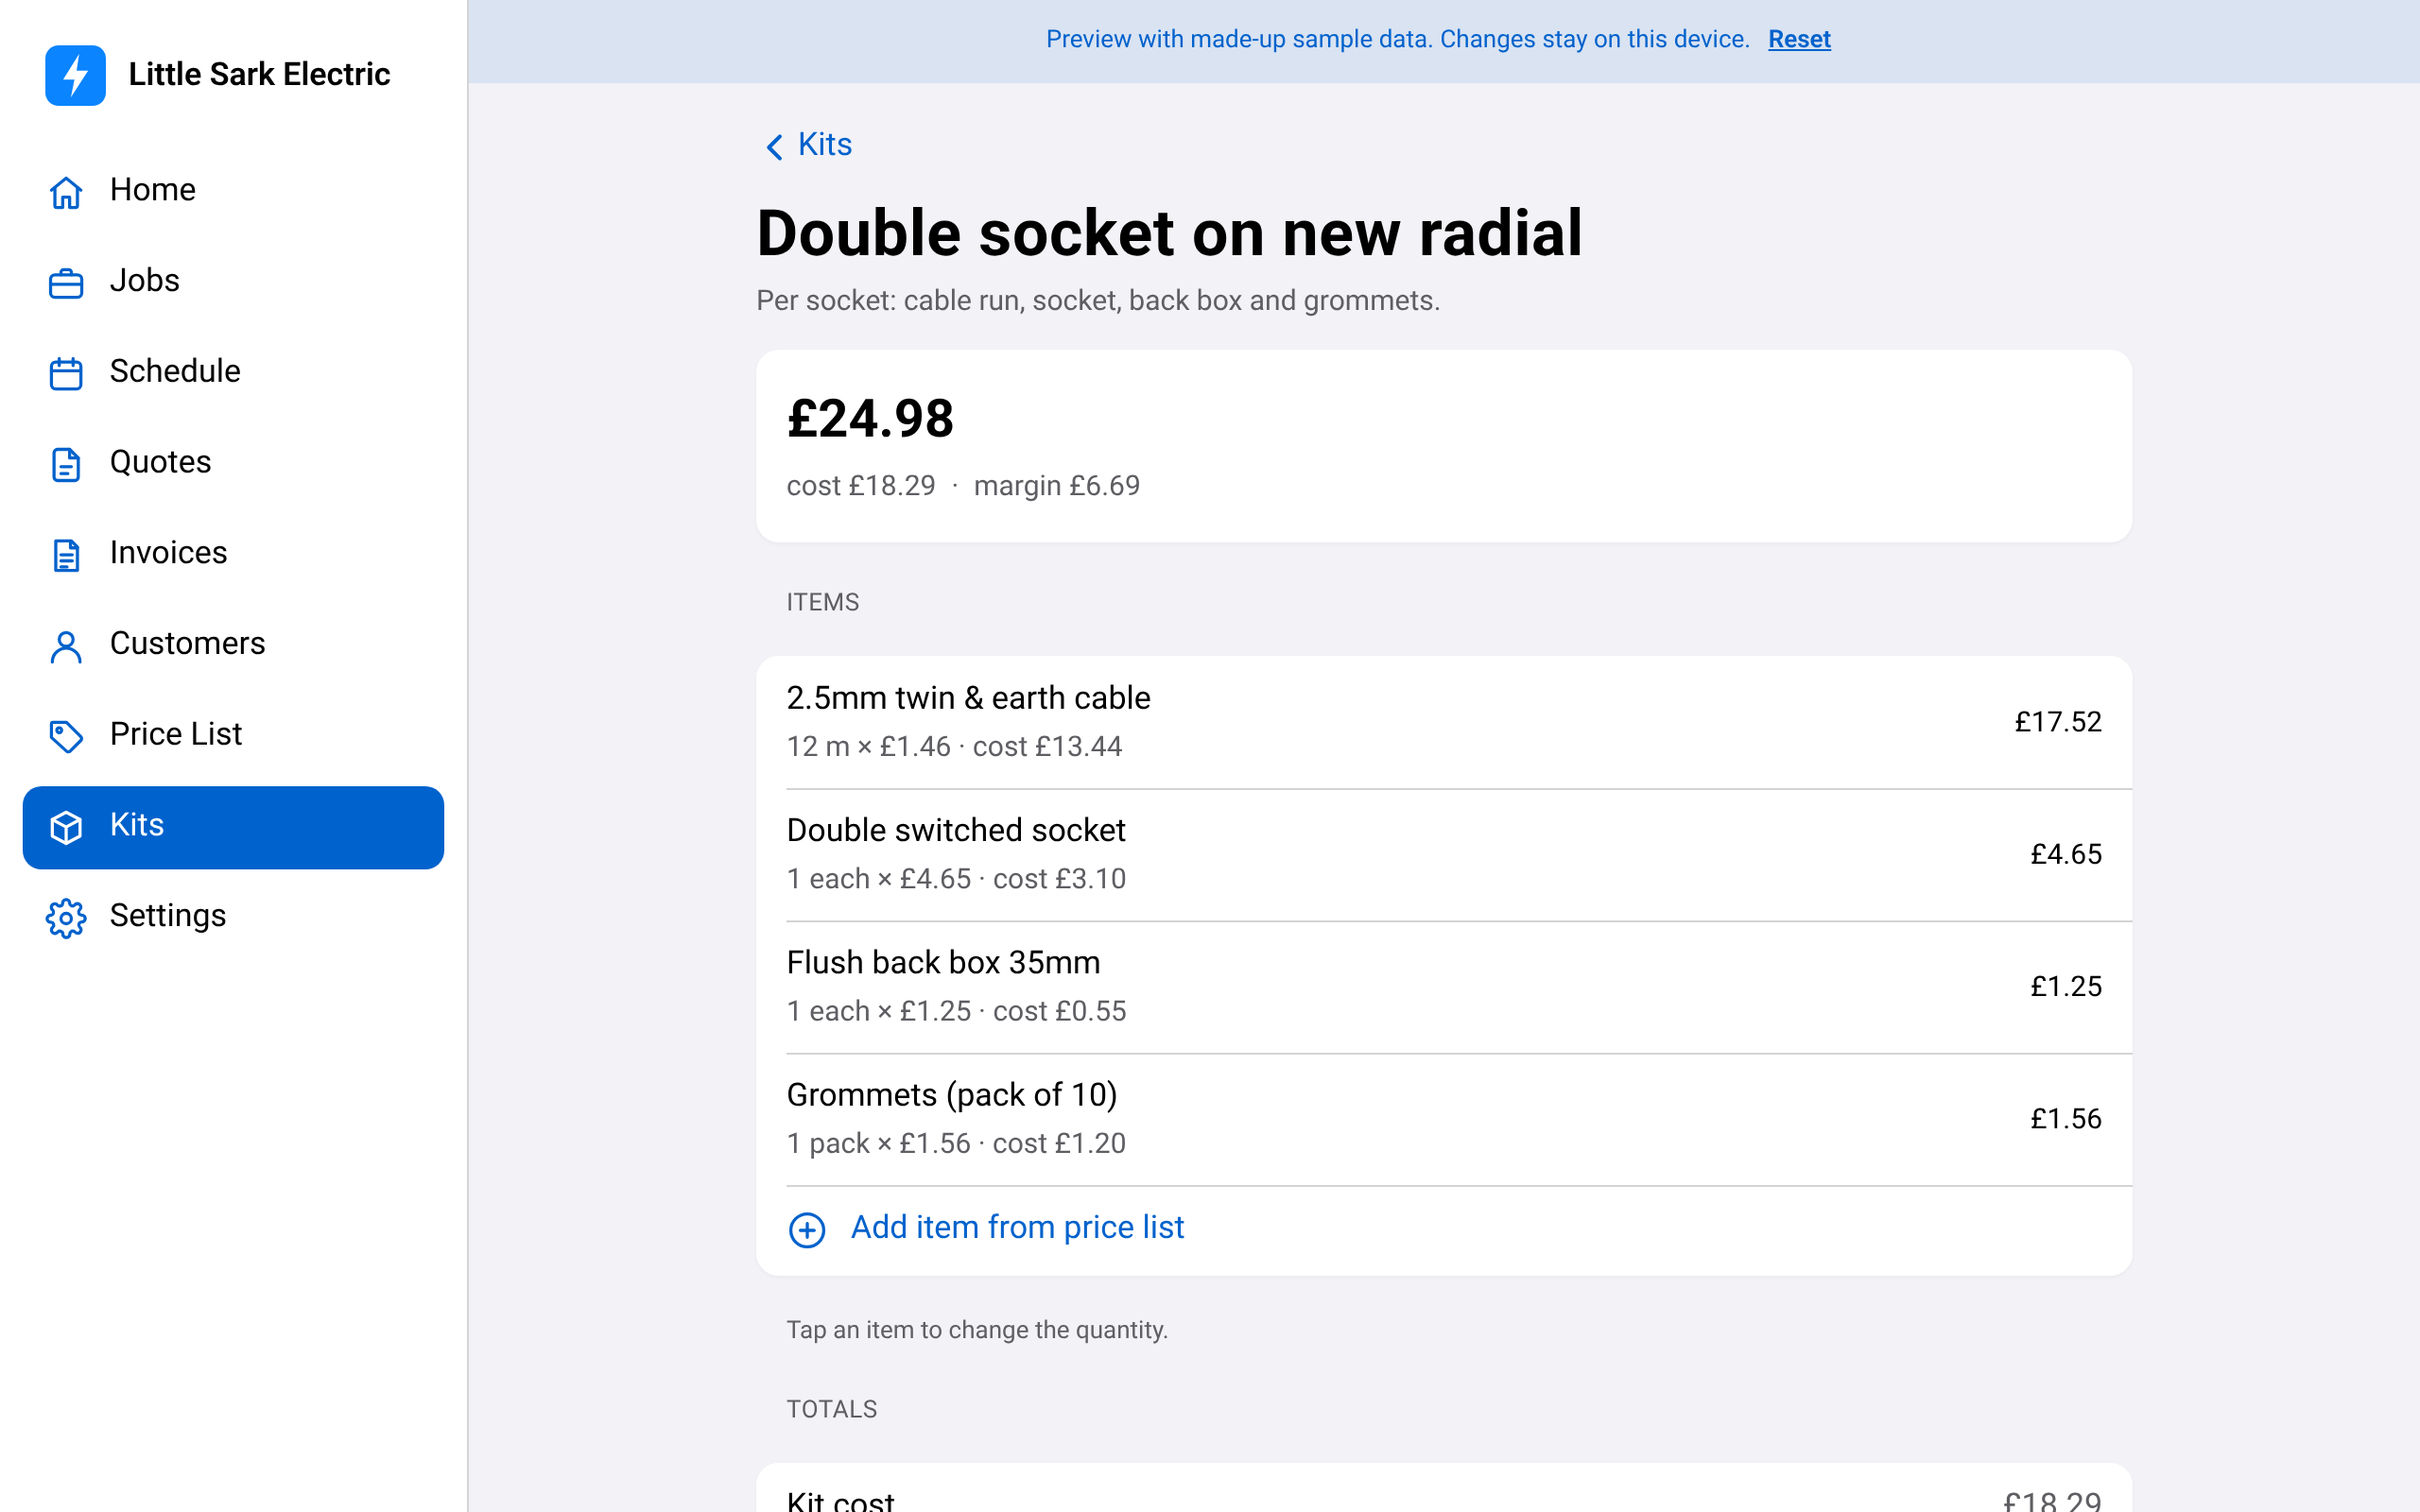 Little Sark Electric
Home
Jobs
Schedule
Quotes
Invoices
Customers
Price List
Kits
Settings
Preview with made-up sample data. Changes stay on this device. Reset
Kits
Double socket on new radial
Per socket: cable run, socket, back box and grommets.
£24.98
cost £18.29 · margin £6.69
ITEMS
2.5mm twin & earth cable
12 m × £1.46 · cost £13.44
£17.52
Double switched socket
1 each × £4.65 · cost £3.10
£4.65
Flush back box 35mm
1 each × £1.25 · cost £0.55
£1.25
Grommets (pack of 10)
1 pack × £1.56 · cost £1.20
£1.56
Add item from price list
Tap an item to change the quantity.
TOTALS
Kit cost
£18.29